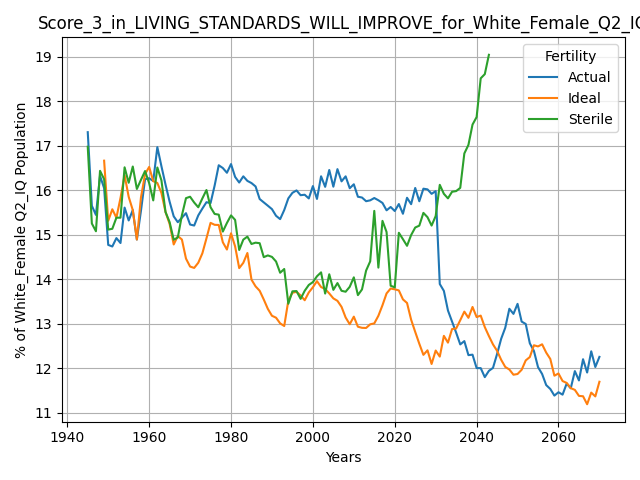 Score_3_in_LIVING_STANDARDS_WILL_IMPROVE_for_White_Female_Q2_IQ
19
18
17
16
15
14
13
12
11
% of White_Female Q2_IQ Population
Fertility
Actual
Ideal
Sterile
1940 1960 1980 2000 2020 2040 2060
Years